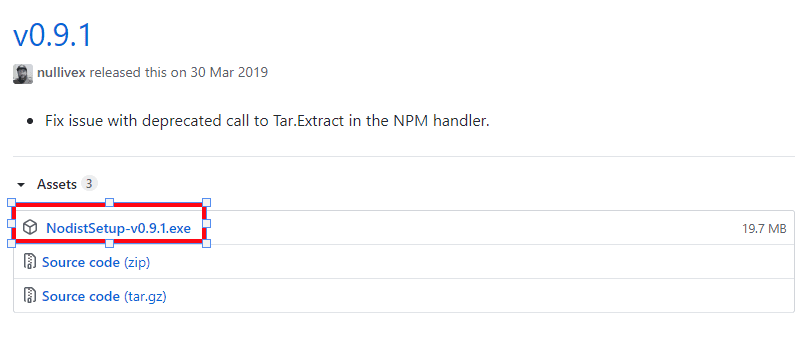 v0.9.1
nullivex released this on 30 Mar 2019
Fix issue with deprecated call to Tar.Extract in the NPM handler.
Assets 3
NodistSetup-v0.9.1.exe 19.7 MB
Source code (zip)
Source code (tar.gz)